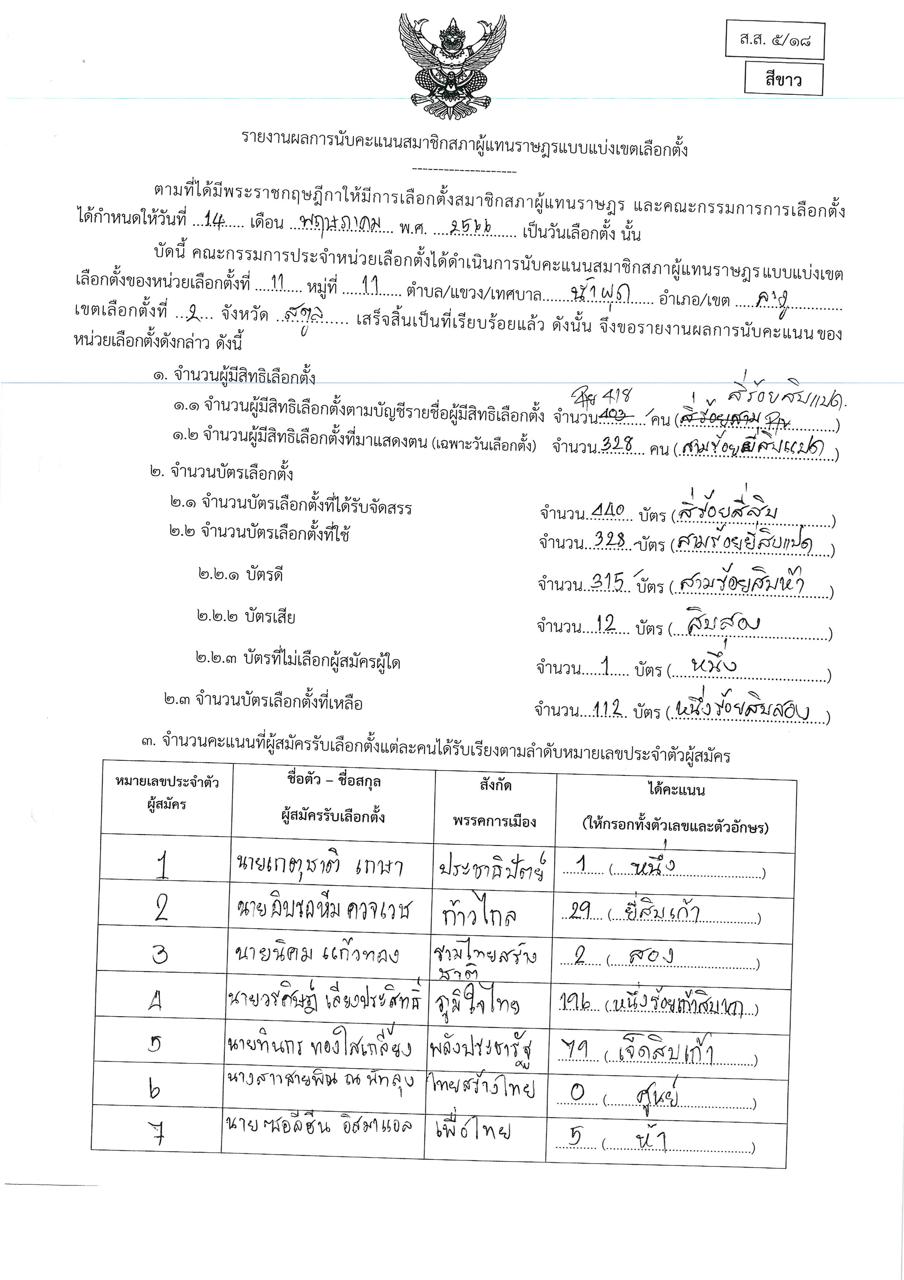 ส.ส. ๕/๑๘
สีขาว
รายงานผลการนับคะแนนสมาชิกสภาผู้แทนราษฎรแบบแบ่งเขตเลือกตั้ง
---------------------
ตามที่ได้มีพระราชกฤษฎีกาให้มีการเลือกตั้งสมาชิกสภาผู้แทนราษฎร และคณะกรรมการการเลือกตั้ง
ได้กำหนดให้วันที่ 14 เดือน พฤษภาคม พ.ศ. 2566 เป็นวันเลือกตั้ง นั้น
บัดนี้ คณะกรรมการประจำหน่วยเลือกตั้งได้ดำเนินการนับคะแนนสมาชิกสภาผู้แทนราษฎรแบบแบ่งเขต
เลือกตั้งของหน่วยเลือกตั้งที่ 11 หมู่ที่ 11 ตำบล/แขวง/เทศบาล น้ำผุด อำเภอ/เขต ละงู
เขตเลือกตั้งที่ 2 จังหวัด สตูล เสร็จสิ้นเป็นที่เรียบร้อยแล้ว ดังนั้น จึงขอรายงานผลการนับคะแนน ของ
หน่วยเลือกตั้งดังกล่าว ดังนี้
๑. จำนวนผู้มีสิทธิเลือกตั้ง
418 สี่ร้อยสิบแปด
๑.๑ จำนวนผู้มีสิทธิเลือกตั้งตามบัญชีรายชื่อผู้มีสิทธิเลือกตั้ง จำนวน 403 คน (สี่ร้อยสาม)
๑.๒ จำนวนผู้มีสิทธิเลือกตั้งที่มาแสดงตน (เฉพาะวันเลือกตั้ง) จำนวน 328 คน (สามร้อยยี่สิบแปด)
๒. จำนวนบัตรเลือกตั้ง
๒.๑ จำนวนบัตรเลือกตั้งที่ได้รับจัดสรร จำนวน 440 บัตร (สี่ร้อยสี่สิบ)
๒.๒ จำนวนบัตรเลือกตั้งที่ใช้ จำนวน 328 บัตร (สามร้อยยี่สิบแปด)
๒.๒.๑ บัตรดี จำนวน 315 บัตร (สามร้อยสิบห้า)
๒.๒.๒ บัตรเสีย จำนวน 12 บัตร (สิบสอง)
๒.๒.๓ บัตรที่ไม่เลือกผู้สมัครผู้ใด จำนวน 1 บัตร (หนึ่ง)
๒.๓ จำนวนบัตรเลือกตั้งที่เหลือ จำนวน 112 บัตร (หนึ่งร้อยสิบสอง)
๓. จำนวนคะแนนที่ผู้สมัครรับเลือกตั้งแต่ละคนได้รับเรียงตามลำดับหมายเลขประจำตัวผู้สมัคร
หมายเลขประจำตัว ชื่อตัว – ชื่อสกุล สังกัด ได้คะแนน
ผู้สมัคร ผู้สมัครรับเลือกตั้ง พรรคการเมือง (ให้กรอกทั้งตัวเลขและตัวอักษร)
1 นายเกตุชาติ เกษา ประชาธิปัตย์ 1 (หนึ่ง)
2 นายอิบรอหีม ควจเวช ก้าวไกล 29 (ยี่สิบเก้า)
3 นายนิคม แก้วทอง รวมไทยสร้าง 2 (สอง)
ชาติ
4 นายวรศิษฎ์ เลียงประสิทธิ์ ภูมิใจไทย 196 (หนึ่งร้อยเก้าสิบหก)
5 นายทินกร ทองใสเกลี้ยง พลังประชารัฐ 79 (เจ็ดสิบเก้า)
6 นางสาวสายพิณ ณ พัทลุง ไทยสร้างไทย 0 (ศูนย์)
7 นาย อิสมาแอล เพื่อไทย 5 (ห้า)